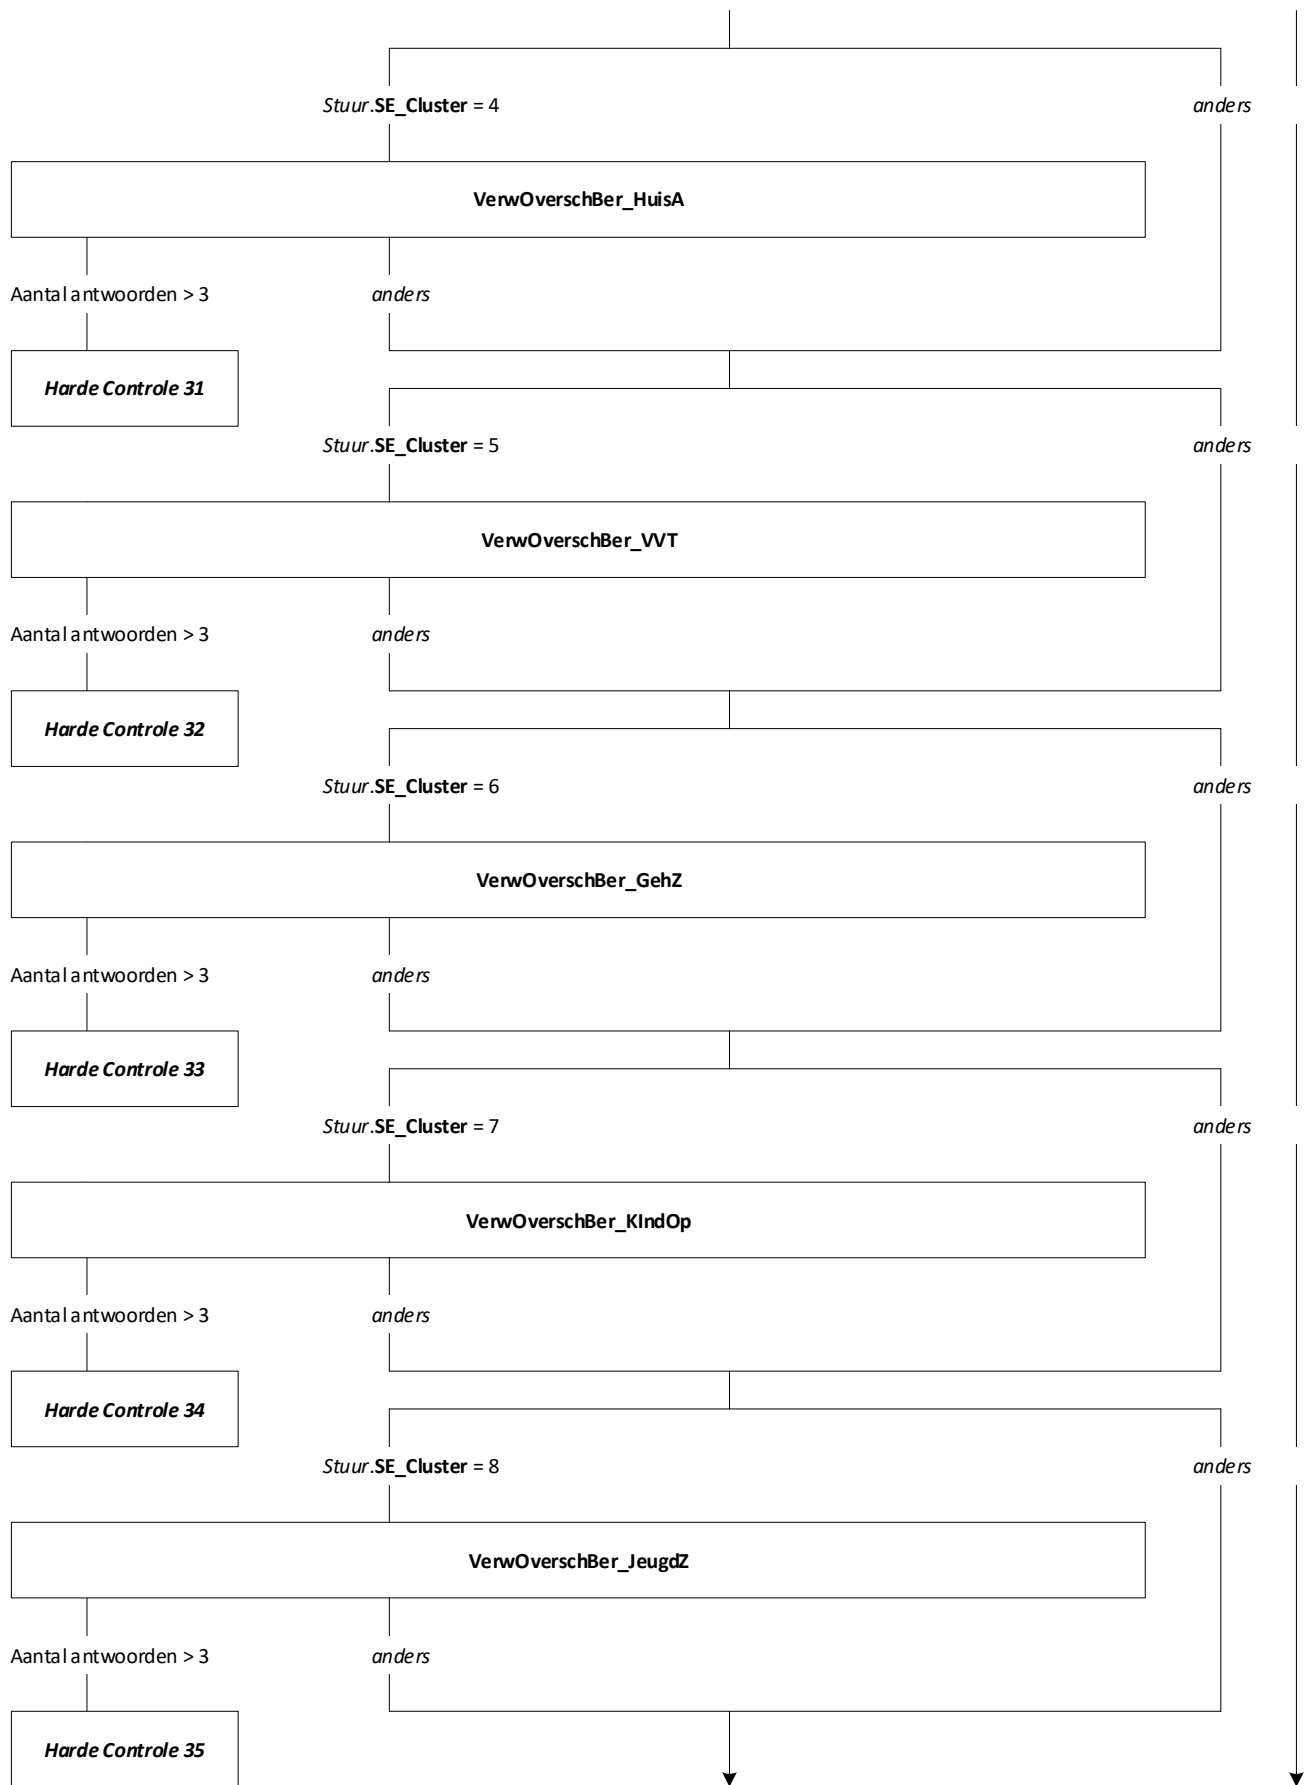 Stuur.SE_Cluster = 4
anders
VerwOverschBer_HuisA
Aantal antwoorden > 3
anders
Harde Controle 31
Stuur.SE_Cluster = 5
anders
VerwOverschBer_VVT
Aantal antwoorden > 3
anders
Harde Controle 32
Stuur.SE_Cluster = 6
anders
VerwOverschBer_GehZ
Aantal antwoorden > 3
anders
Harde Controle 33
Stuur.SE_Cluster = 7
anders
VerwOverschBer_KIndOp
Aantal antwoorden > 3
anders
Harde Controle 34
Stuur.SE_Cluster = 8
anders
VerwOverschBer_JeugdZ
Aantal antwoorden > 3
anders
Harde Controle 35